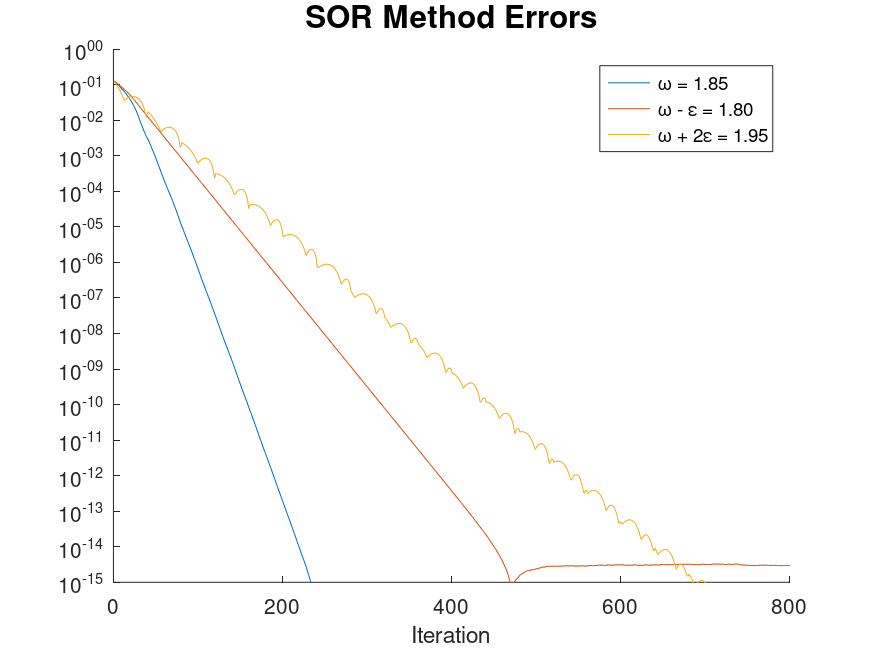 SOR Method Errors
10^00
10^-01
10^-02
10^-03
10^-04
10^-05
10^-06
10^-07
10^-08
10^-09
10^-10
10^-11
10^-12
10^-13
10^-14
10^-15
ω = 1.85
ω - ε = 1.80
ω + 2ε = 1.95
0 200 400 600 800
Iteration